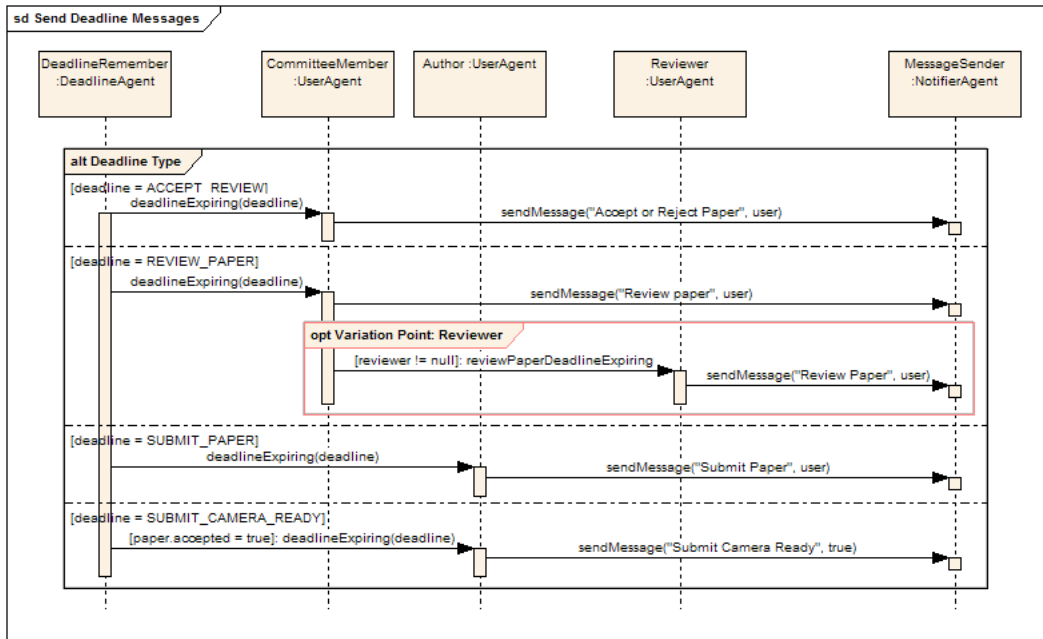 sd Send Deadline Messages
DeadlineRemember
:DeadlineAgent
CommitteeMember
:UserAgent
Author :UserAgent
Reviewer
:UserAgent
MessageSender
:NotifierAgent
alt Deadline Type
[deadline = ACCEPT_REVIEW]
deadlineExpiring(deadline)
sendMessage("Accept or Reject Paper", user)
[deadline = REVIEW_PAPER]
deadlineExpiring(deadline)
sendMessage("Review paper", user)
opt Variation Point: Reviewer
[reviewer != null]: reviewPaperDeadlineExpiring
sendMessage("Review Paper", user)
[deadline = SUBMIT_PAPER]
deadlineExpiring(deadline)
sendMessage("Submit Paper", user)
[deadline = SUBMIT_CAMERA_READY]
[paper.accepted = true]: deadlineExpiring(deadline)
sendMessage("Submit Camera Ready", true)